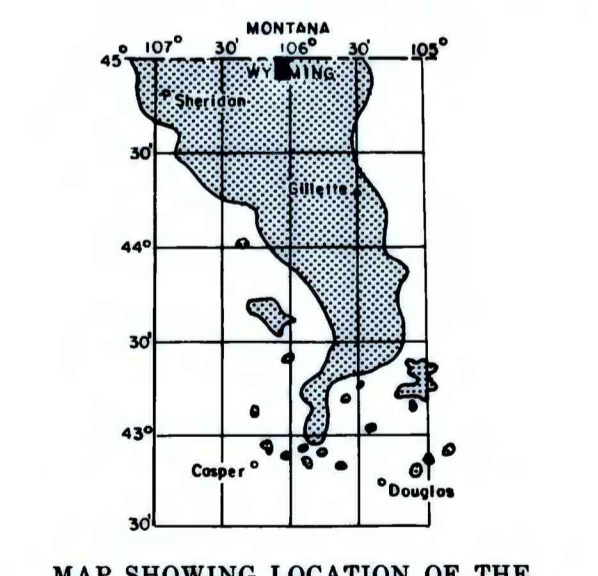 MONTANA
45° 107° 30' 106° 30' 105°
WYOMING
Sheridan
30'
Gillette
44°
30'
43°
Casper
Douglas
30'
MAP SHOWING LOCATION OF THE